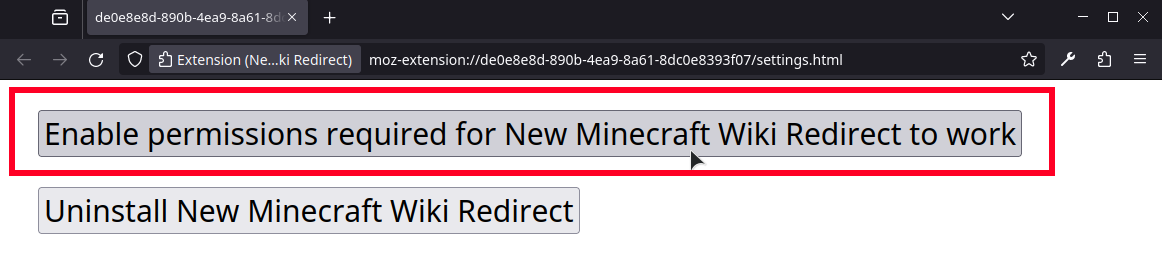 de0e8e8d-890b-4ea9-8a61-8d
Extension (Ne...ki Redirect)
moz-extension://de0e8e8d-890b-4ea9-8a61-8dc0e8393f07/settings.html
Enable permissions required for New Minecraft Wiki Redirect to work
Uninstall New Minecraft Wiki Redirect